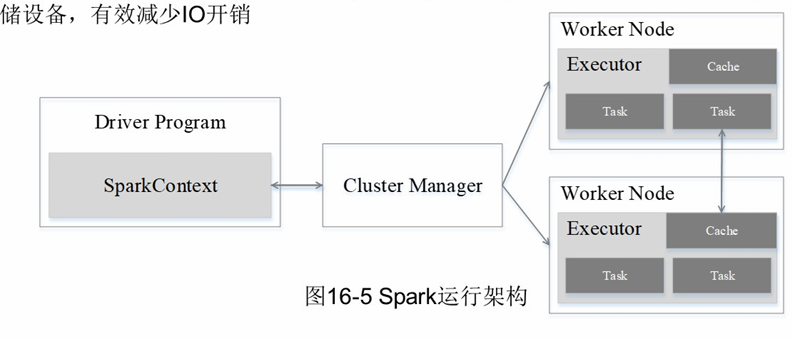 储设备，有效减少IO开销
Driver Program
SparkContext
Cluster Manager
Worker Node
Executor
Cache
Task
Task
Worker Node
Executor
Cache
Task
Task
图16-5 Spark运行架构